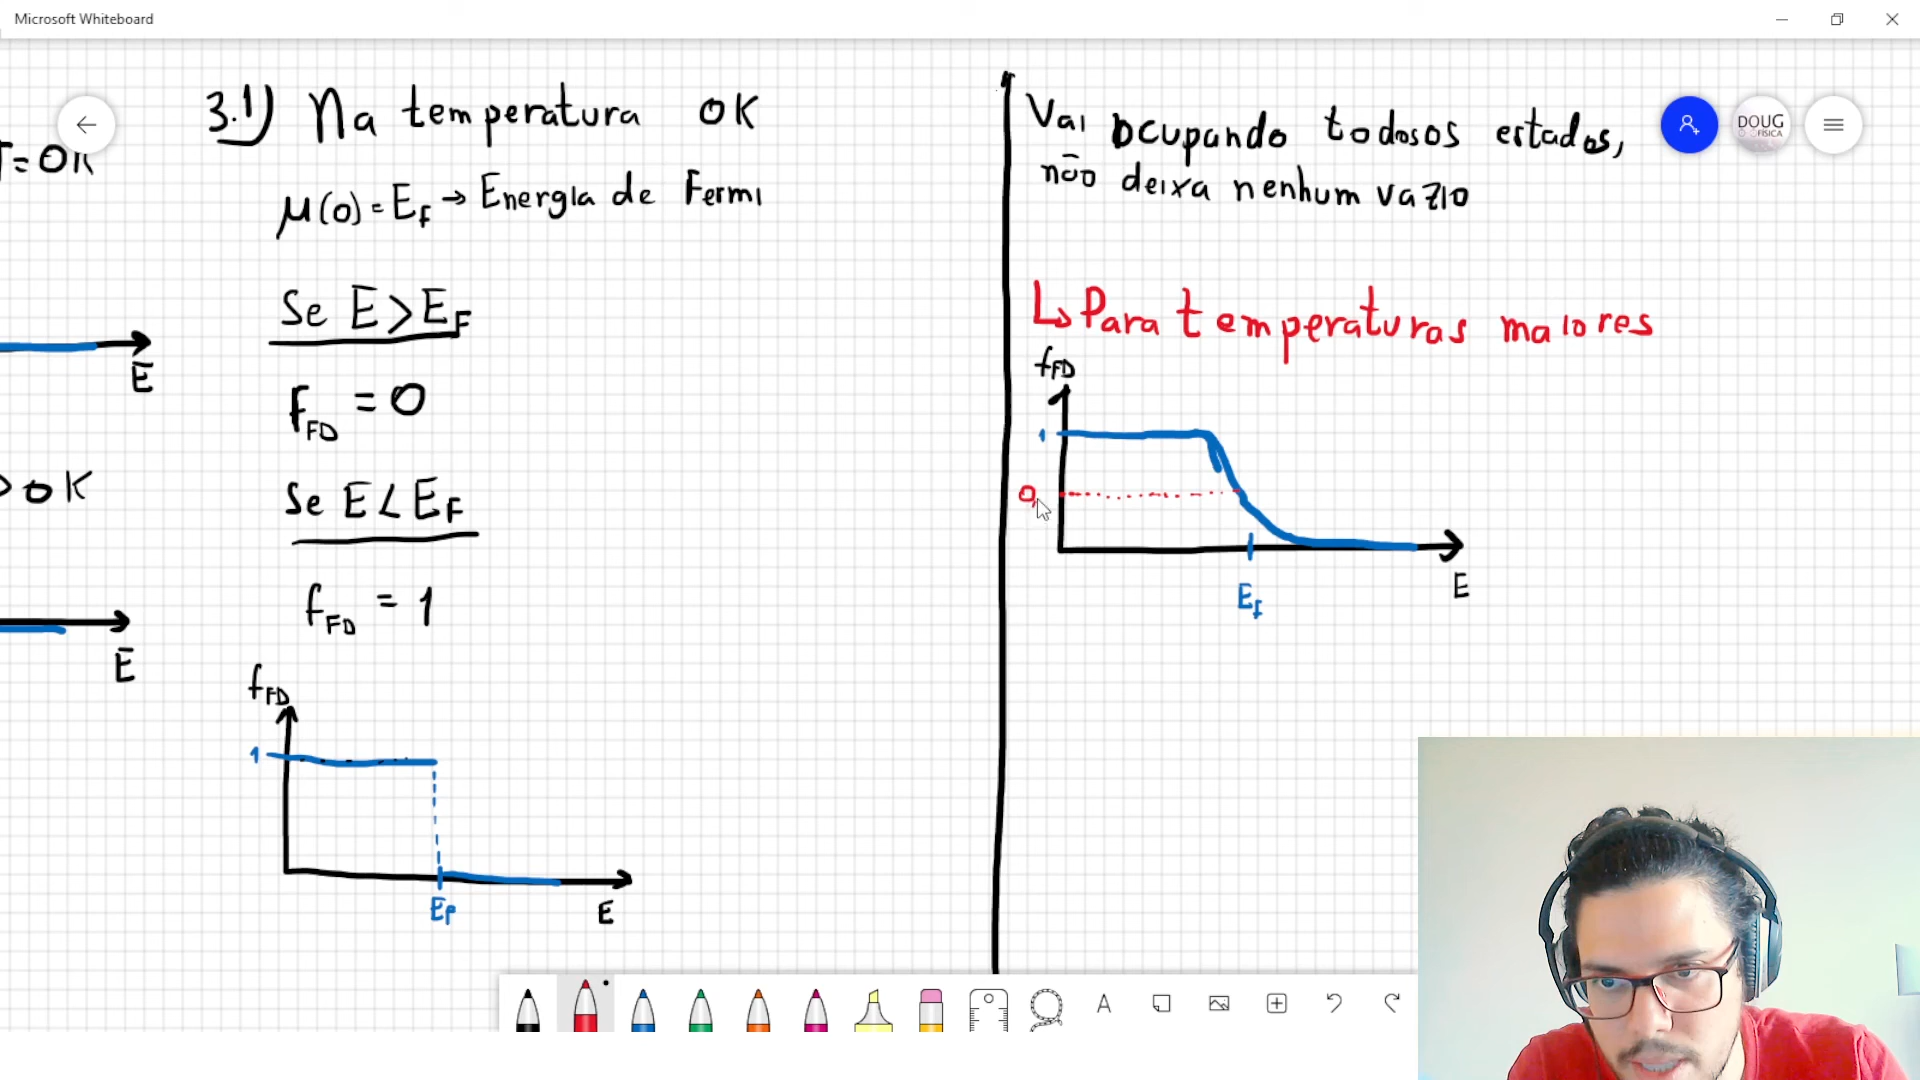 Microsoft Whiteboard
T=0K
E
>0K
E
3.1) Na temperatura 0K
μ(0)=EF → Energia de Fermi
Se E>EF
FFD = 0
Se E<EF
fFD = 1
fFD
1
EF
E
Vai ocupando todosos estados,
não deixa nenhum vazio
↳ Para temperaturas maiores
fFD
1
0,
Ef
E
DOUG
FÍSICA
A